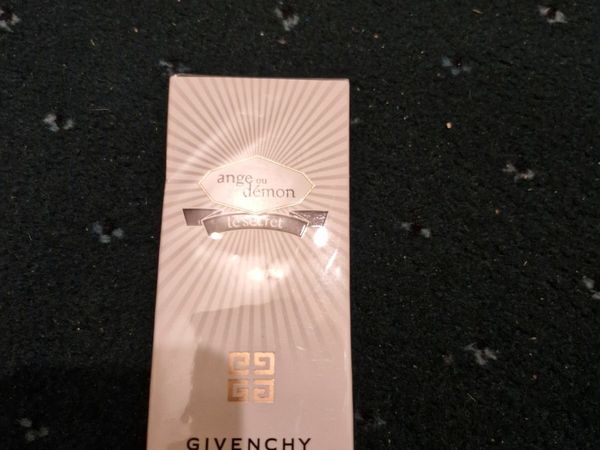 ange ou
démon
le secret
GIVENCHY